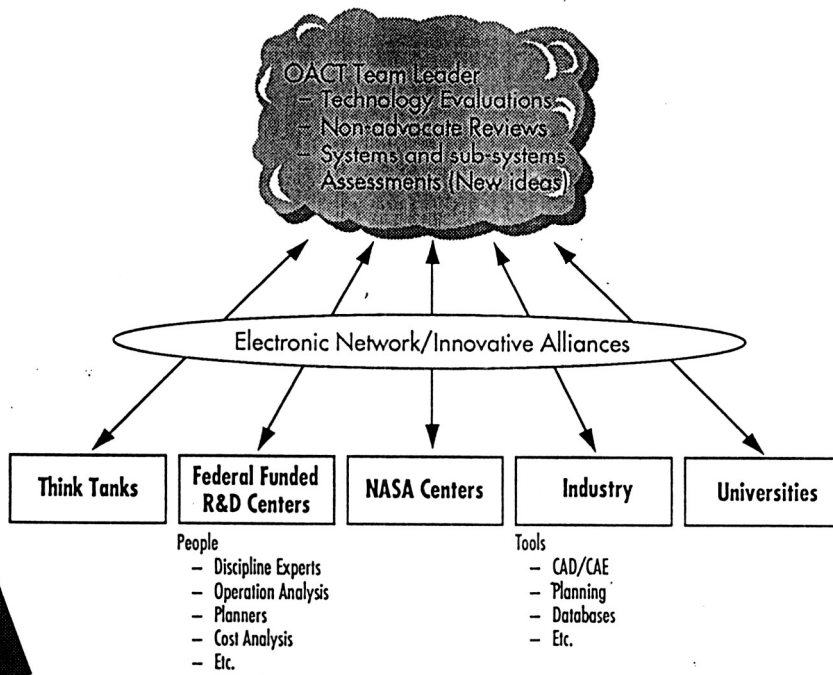 OACT Team Leader
– Technology Evaluations
– Non-advocate Reviews
– Systems and sub-systems
Assessments (New ideas)
Electronic Network/Innovative Alliances
Think Tanks
Federal Funded
R&D Centers
NASA Centers
Industry
Universities
People
– Discipline Experts
– Operation Analysis
– Planners
– Cost Analysis
– Etc.
Tools
– CAD/CAE
– Planning
– Databases
– Etc.